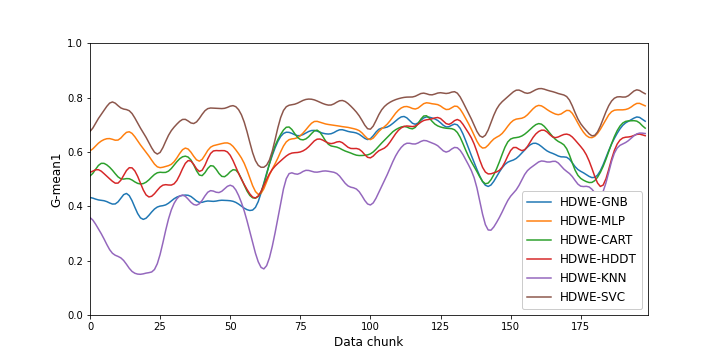 1.0
0.8
0.6
0.4
0.2
0.0
G-mean1
0 25 50 75 100 125 150 175
Data chunk
HDWE-GNB
HDWE-MLP
HDWE-CART
HDWE-HDDT
HDWE-KNN
HDWE-SVC